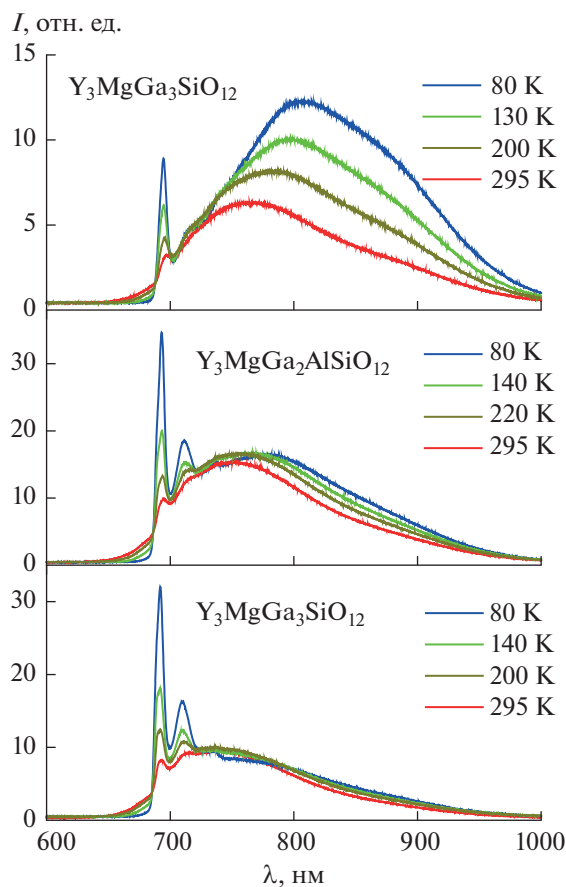 I, отн. ед.
15
Y₃MgGa₃SiO₁₂
80 K
130 K
10
200 K
295 K
5
0
30
Y₃MgGa₂AlSiO₁₂
80 K
140 K
20
220 K
295 K
10
0
30
Y₃MgGa₃SiO₁₂
80 K
140 K
20
200 K
295 K
10
0
600 700 800 900 1000
λ, нм